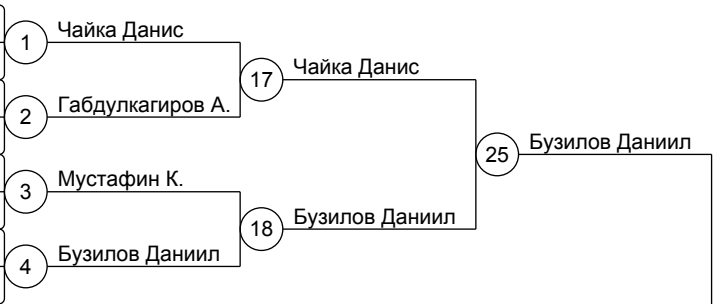 1 Чайка Данис
17 Чайка Данис
2 Габдулкагиров А.
25 Бузилов Даниил
3 Мустафин К.
18 Бузилов Даниил
4 Бузилов Даниил